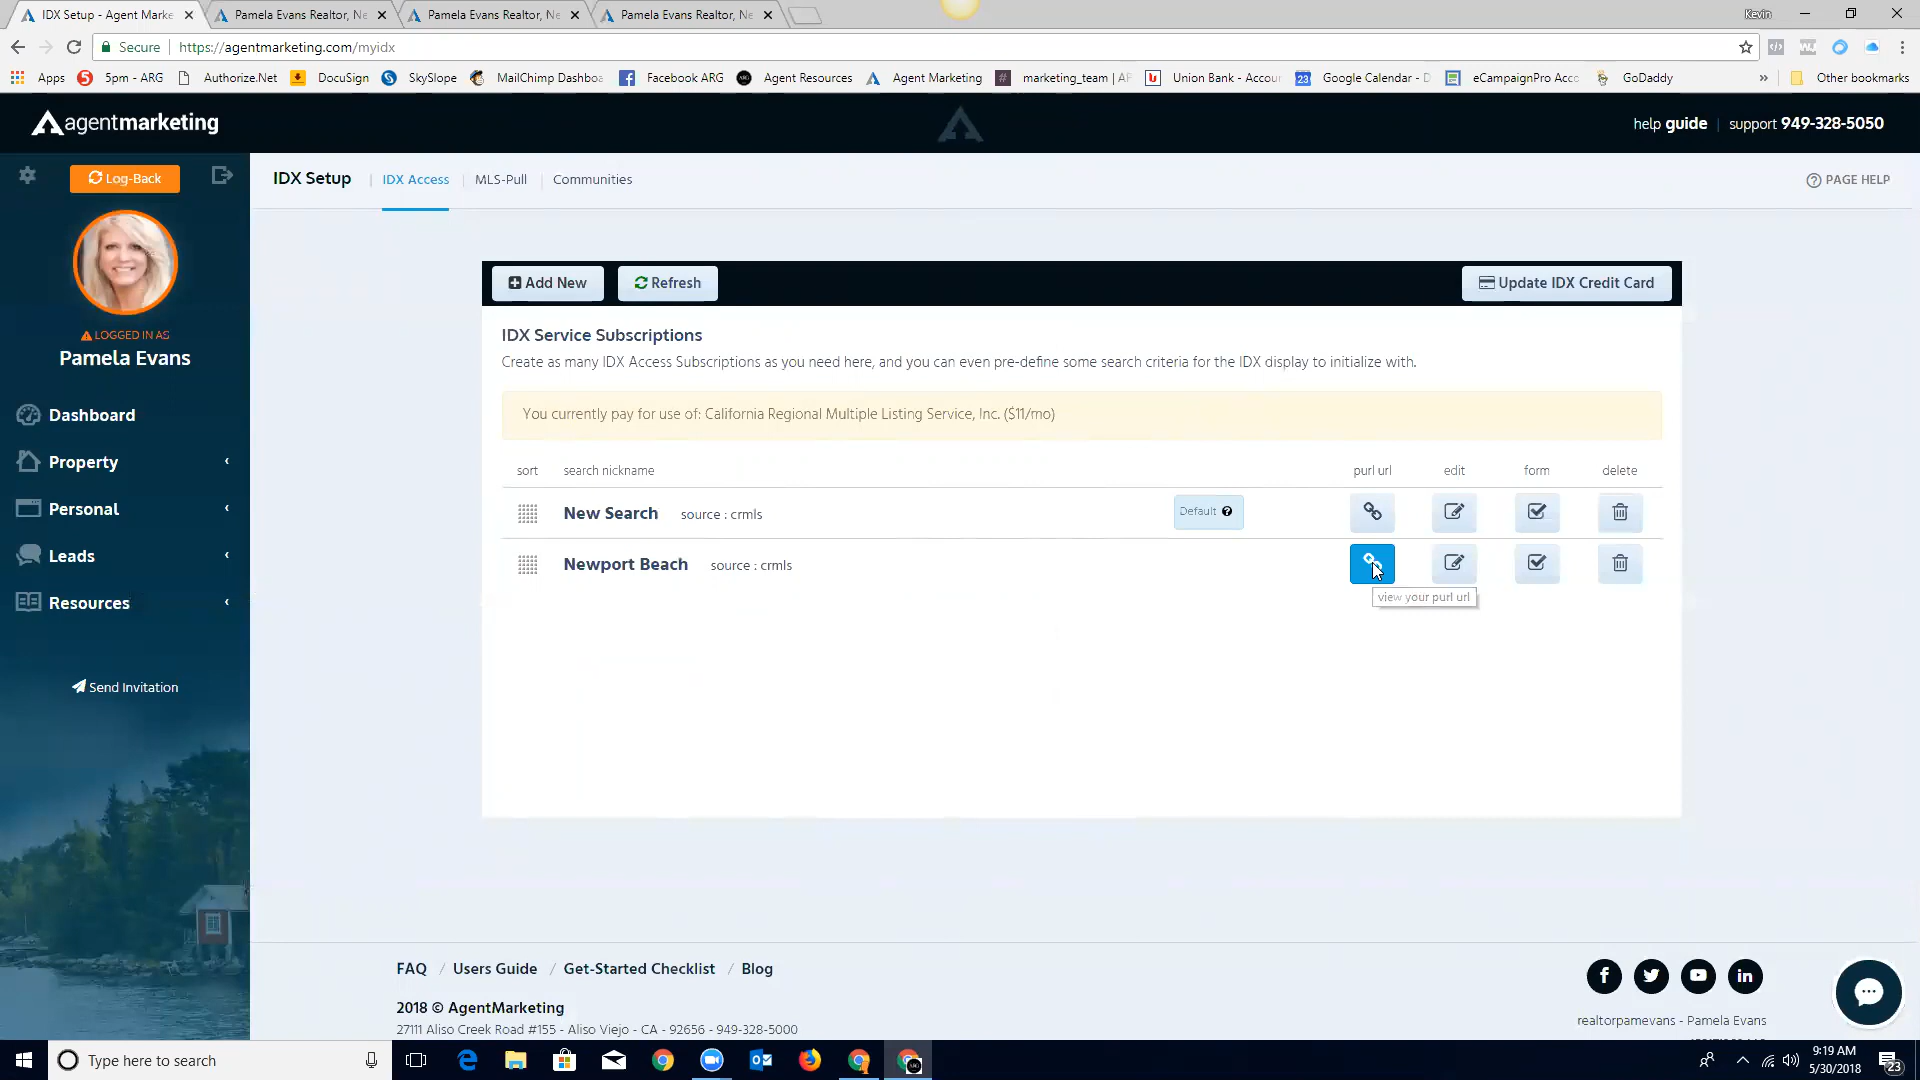 IDX Setup - Agent Marke
Pamela Evans Realtor, Ne
Pamela Evans Realtor, Ne
Pamela Evans Realtor, Ne
Kevin
Secure
https://agentmarketing.com/myidx
Apps
5pm - ARG
Authorize.Net
DocuSign
SkySlope
MailChimp Dashboa
Facebook ARG
Agent Resources
Agent Marketing
marketing_team | AP
Union Bank - Accou
Google Calendar - D
eCampaignPro Acco
GoDaddy
»
Other bookmarks
agentmarketing
help guide | support 949-328-5050
Log-Back
IDX Setup | IDX Access | MLS-Pull | Communities
PAGE HELP
LOGGED IN AS
Pamela Evans
Dashboard
Property
Personal
Leads
Resources
Send Invitation
Add New
Refresh
Update IDX Credit Card
IDX Service Subscriptions
Create as many IDX Access Subscriptions as you need here, and you can even pre-define some search criteria for the IDX display to initialize with.
You currently pay for use of: California Regional Multiple Listing Service, Inc. ($11/mo)
sort search nickname purl url edit form delete
New Search source : crmls Default
Newport Beach source : crmls
view your purl url
FAQ / Users Guide / Get-Started Checklist / Blog
2018 © AgentMarketing
27111 Aliso Creek Road #155 - Aliso Viejo - CA - 92656 - 949-328-5000
realtorpamevans - Pamela Evans
Type here to search
9:19 AM
5/30/2018
23